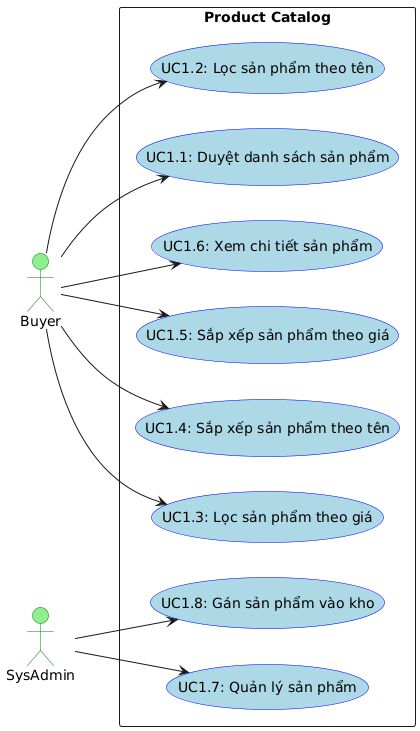 Product Catalog
UC1.2: Lọc sản phẩm theo tên
UC1.1: Duyệt danh sách sản phẩm
UC1.6: Xem chi tiết sản phẩm
Buyer
UC1.5: Sắp xếp sản phẩm theo giá
UC1.4: Sắp xếp sản phẩm theo tên
UC1.3: Lọc sản phẩm theo giá
UC1.8: Gán sản phẩm vào kho
SysAdmin
UC1.7: Quản lý sản phẩm